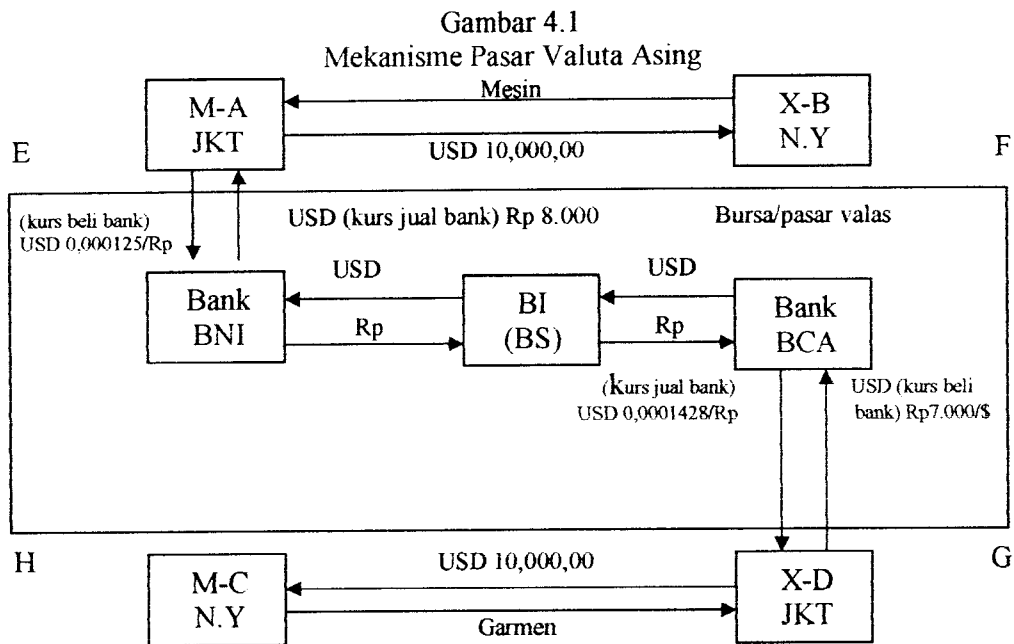 Gambar 4.1
Mekanisme Pasar Valuta Asing
M-A
JKT
Mesin
USD 10,000,00
X-B
N.Y
E
F
(kurs beli bank)
USD 0,000125/Rp
USD (kurs jual bank) Rp 8.000
Bursa/pasar valas
Bank
BNI
USD
Rp
BI
(BS)
USD
Rp
Bank
BCA
(Kurs jual bank)
USD 0,0001428/Rp
USD (kurs beli
bank) Rp7.000/$
H
G
M-C
N.Y
USD 10,000,00
Garmen
X-D
JKT